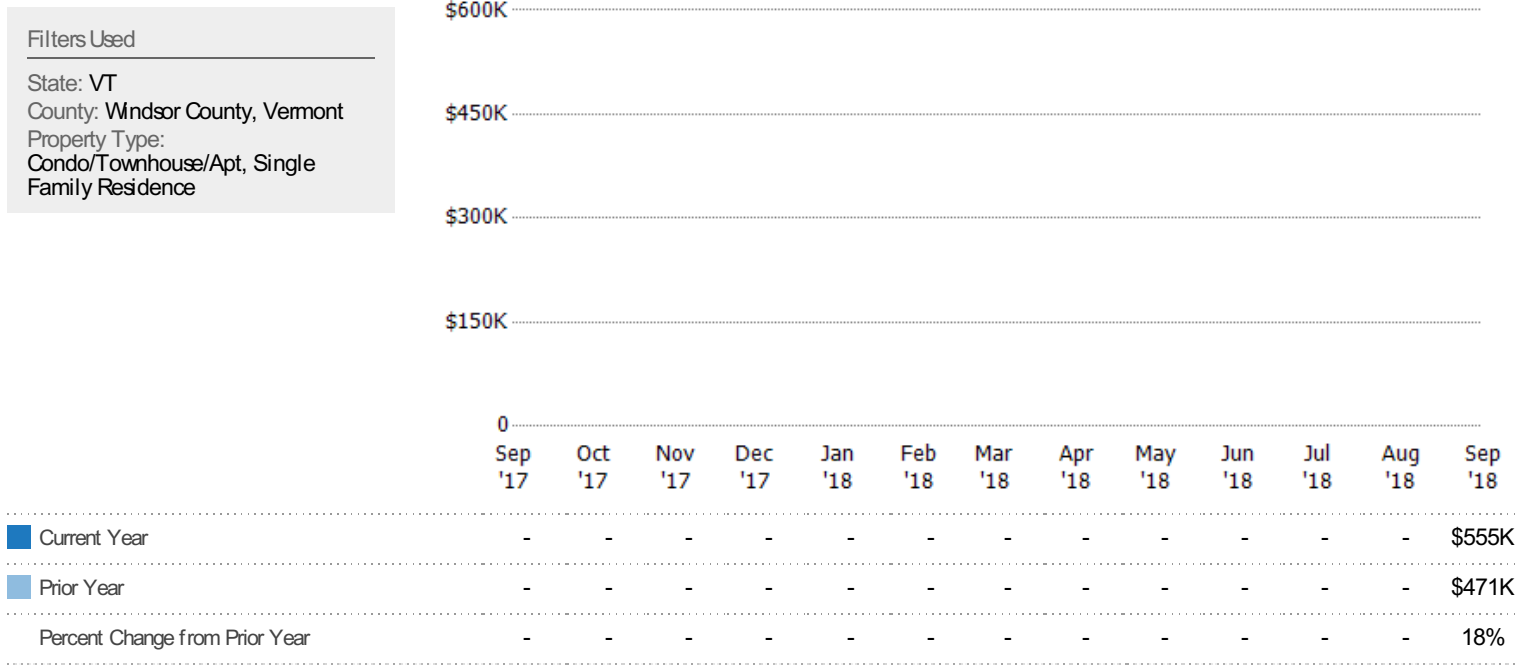 Filters Used
State: VT
County: Windsor County, Vermont
Property Type:
Condo/Townhouse/Apt, Single
Family Residence
$600K
$450K
$300K
$150K
0
Sep Oct Nov Dec Jan Feb Mar Apr May Jun Jul Aug Sep
'17 '17 '17 '17 '18 '18 '18 '18 '18 '18 '18 '18 '18
Current Year - - - - - - - - - - - - $555K
Prior Year - - - - - - - - - - - - $471K
Percent Change from Prior Year - - - - - - - - - - - - 18%